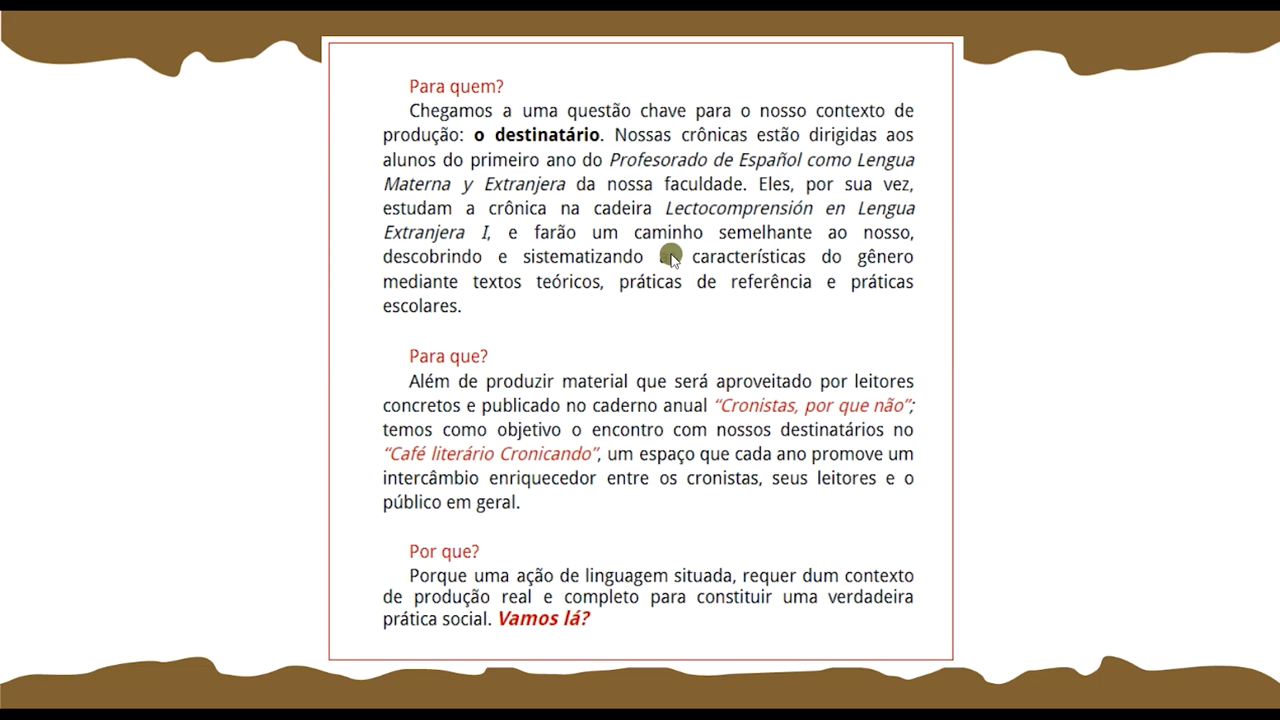 Para quem?
Chegamos a uma questão chave para o nosso contexto de
produção: o destinatário. Nossas crônicas estão dirigidas aos
alunos do primeiro ano do Profesorado de Español como Lengua
Materna y Extranjera da nossa faculdade. Eles, por sua vez,
estudam a crônica na cadeira Lectocomprensión en Lengua
Extranjera I, e farão um caminho semelhante ao nosso,
descobrindo e sistematizando características do gênero
mediante textos teóricos, práticas de referência e práticas
escolares.
Para que?
Além de produzir material que será aproveitado por leitores
concretos e publicado no caderno anual “Cronistas, por que não”;
temos como objetivo o encontro com nossos destinatários no
“Café literário Cronicando”, um espaço que cada ano promove um
intercâmbio enriquecedor entre os cronistas, seus leitores e o
público em geral.
Por que?
Porque uma ação de linguagem situada, requer dum contexto
de produção real e completo para constituir uma verdadeira
prática social. Vamos lá?